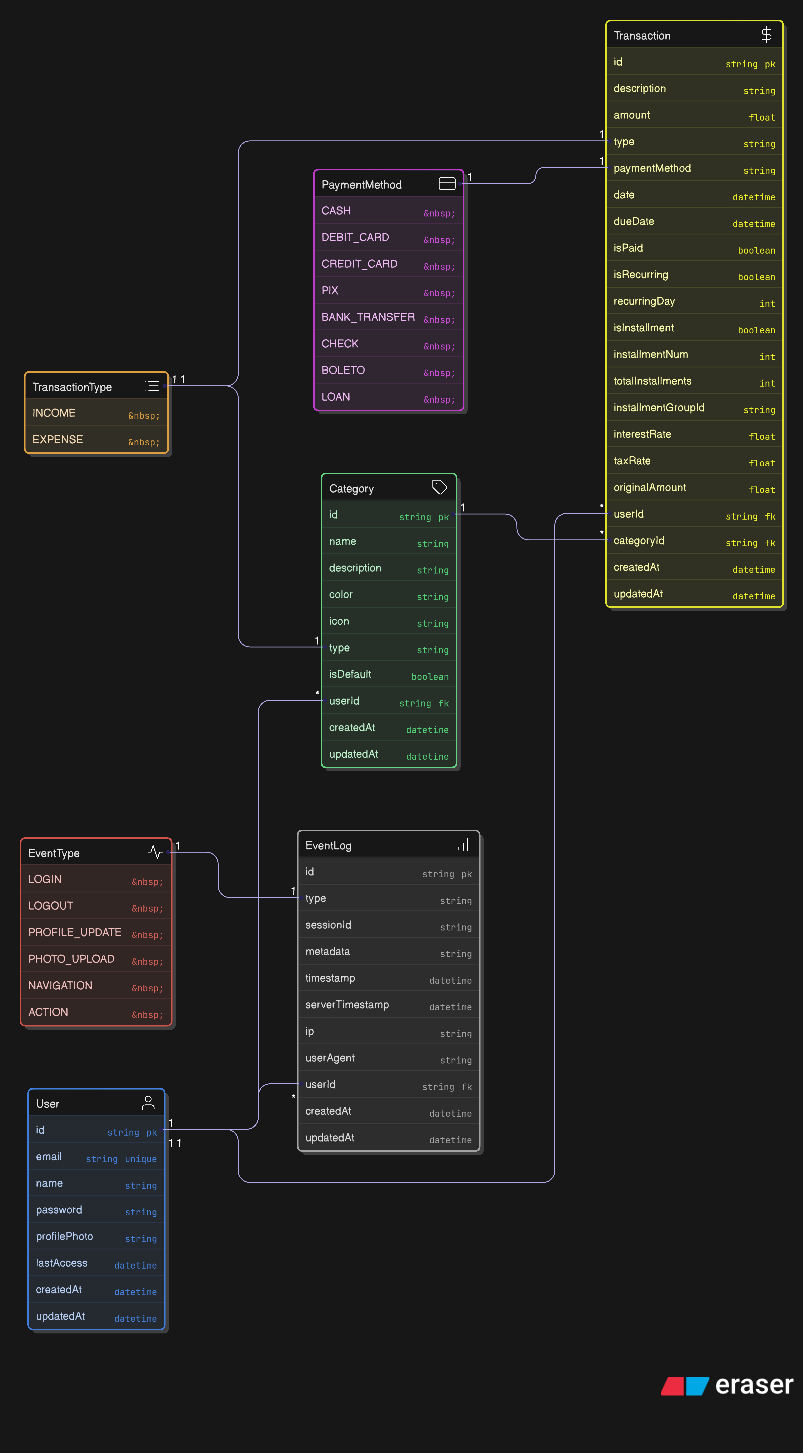 Transaction
id string pk
description string
amount float
1 type string
1 paymentMethod string
date datetime
dueDate datetime
isPaid boolean
isRecurring boolean
recurringDay int
isInstallment boolean
installmentNum int
totalInstallments int
installmentGroupId string
interestRate float
taxRate float
originalAmount float
* userId string fk
* categoryId string fk
createdAt datetime
updatedAt datetime
PaymentMethod 1
CASH &nbsp;
DEBIT_CARD &nbsp;
CREDIT_CARD &nbsp;
PIX &nbsp;
BANK_TRANSFER &nbsp;
CHECK &nbsp;
BOLETO &nbsp;
LOAN &nbsp;
TransactionType 1 1
INCOME &nbsp;
EXPENSE &nbsp;
Category
id string pk 1
name string
description string
color string
icon string
1 type string
isDefault boolean
* userId string fk
createdAt datetime
updatedAt datetime
EventType 1
LOGIN &nbsp;
LOGOUT &nbsp;
PROFILE_UPDATE &nbsp;
PHOTO_UPLOAD &nbsp;
NAVIGATION &nbsp;
ACTION &nbsp;
EventLog
id string pk
1 type string
sessionId string
metadata string
timestamp datetime
serverTimestamp datetime
ip string
userAgent string
userId string fk
* createdAt datetime
updatedAt datetime
User
id string pk 1
1 1
email string unique
name string
password string
profilePhoto string
lastAccess datetime
createdAt datetime
updatedAt datetime
eraser